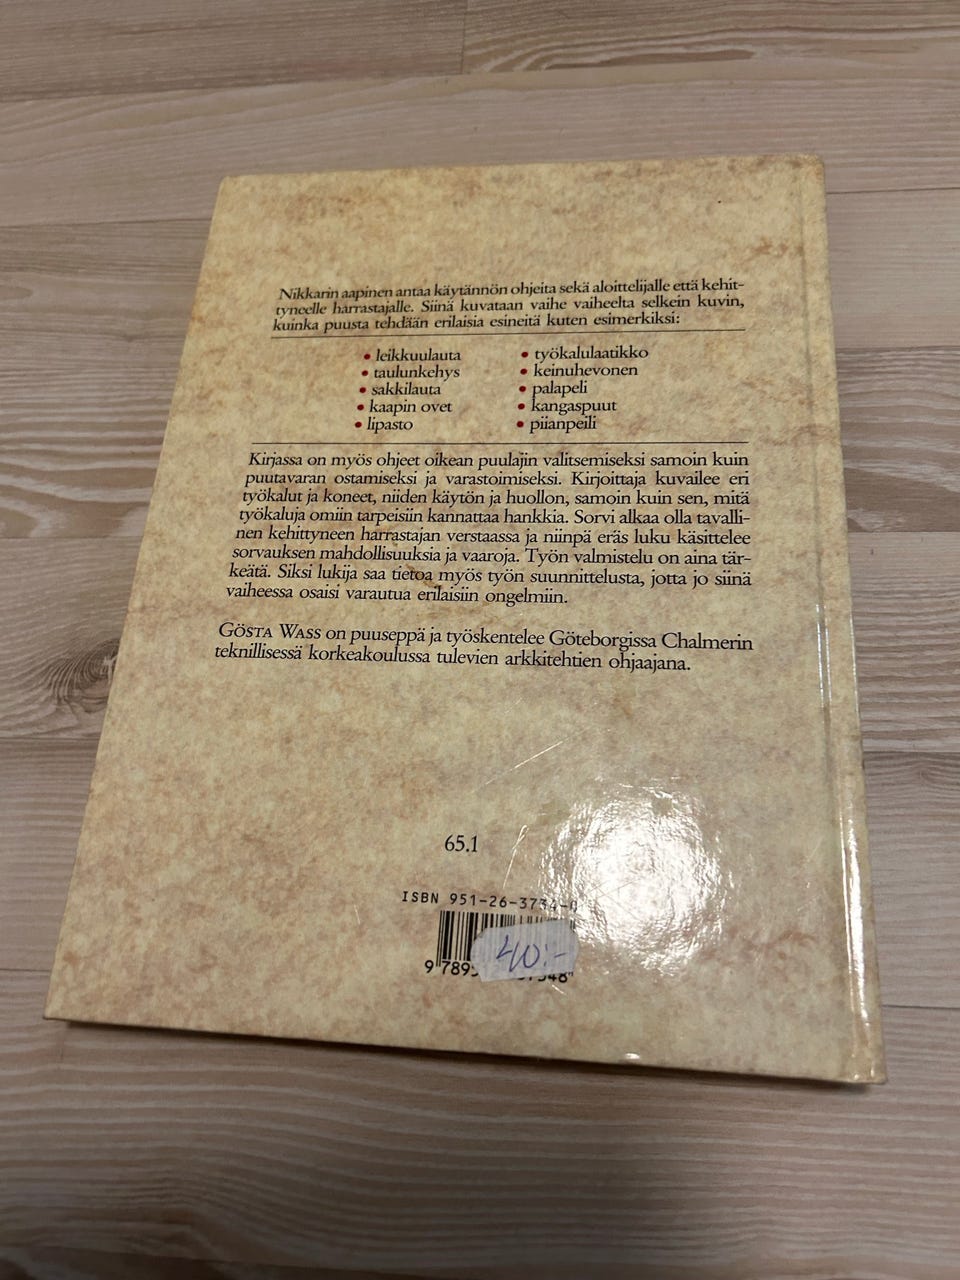 Nikkarin aapinen antaa käytännön ohjeita sekä aloittelijalle että kehit-
tyneelle harrastajalle. Siinä kuvataan vaihe vaiheelta selkein kuvin,
kuinka puusta tehdään erilaisia esineitä kuten esimerkiksi:
• leikkuulauta
• taulunkehys
• sakkilauta
• kaapin ovet
• lipasto
• työkalulaatikko
• keinuhevonen
• palapeli
• kangaspuut
• piianpeili
Kirjassa on myös ohjeet oikean puulajin valitsemiseksi samoin kuin
puutavaran ostamiseksi ja varastoimiseksi. Kirjoittaja kuvailee eri
työkalut ja koneet, niiden käytön ja huollon, samoin kuin sen, mitä
työkaluja omiin tarpeisiin kannattaa hankkia. Sorvi alkaa olla tavalli-
nen kehittyneen harrastajan verstaassa ja niinpä eräs luku käsittelee
sorvauksen mahdollisuuksia ja vaaroja. Työn valmistelu on aina tär-
keätä. Siksi lukija saa tietoa myös työn suunnittelusta, jotta jo siinä
vaiheessa osaisi varautua erilaisiin ongelmiin.
GÖSTA WASS on puuseppä ja työskentelee Göteborgissa Chalmerin
teknillisessä korkeakoulussa tulevien arkkitehtien ohjaajana.
65.1
ISBN 951-26-3734-0
40:-